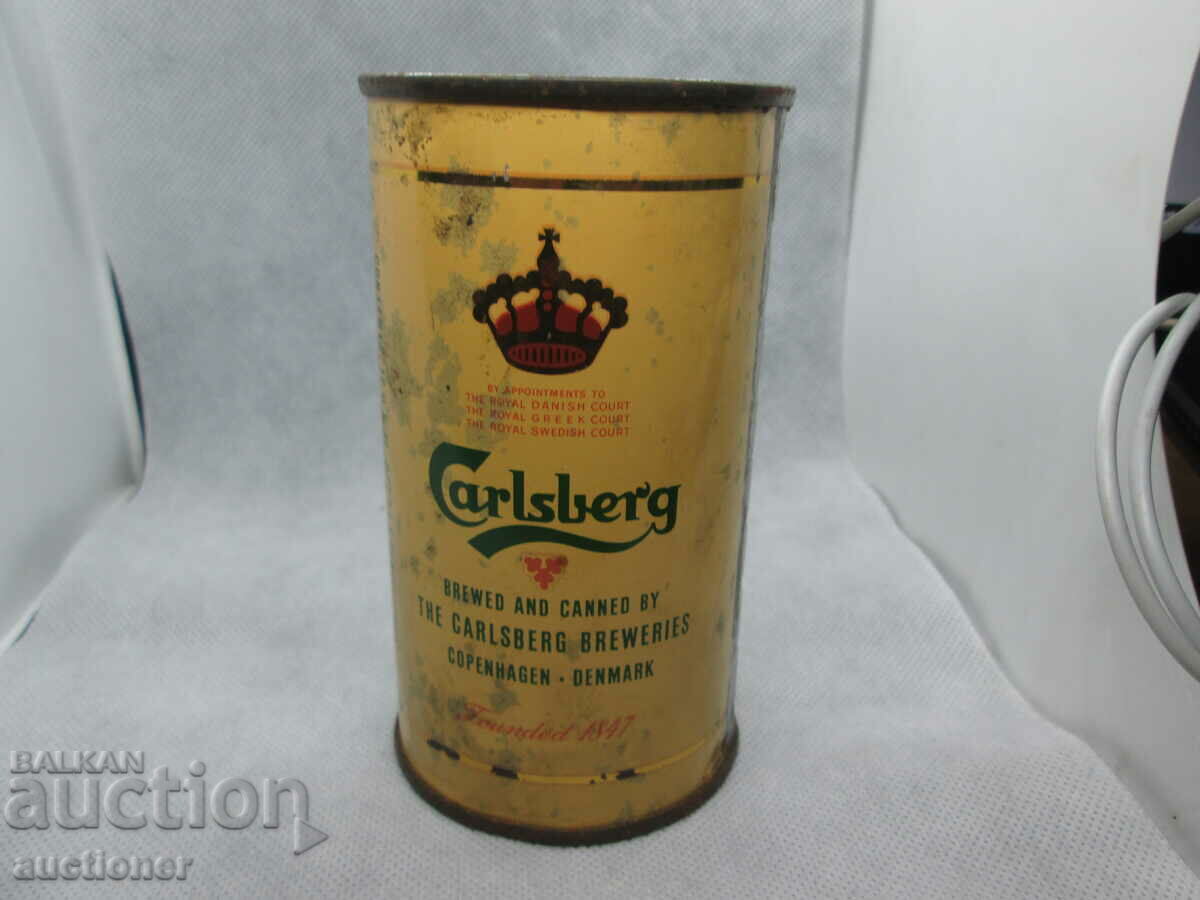 BY APPOINTMENTS TO
THE ROYAL DANISH COURT
THE ROYAL GREEK COURT
THE ROYAL SWEDISH COURT
Carlsberg
BREWED AND CANNED BY
THE CARLSBERG BREWERIES
COPENHAGEN • DENMARK
Founded 1847
BALKAN
auction
auctioner